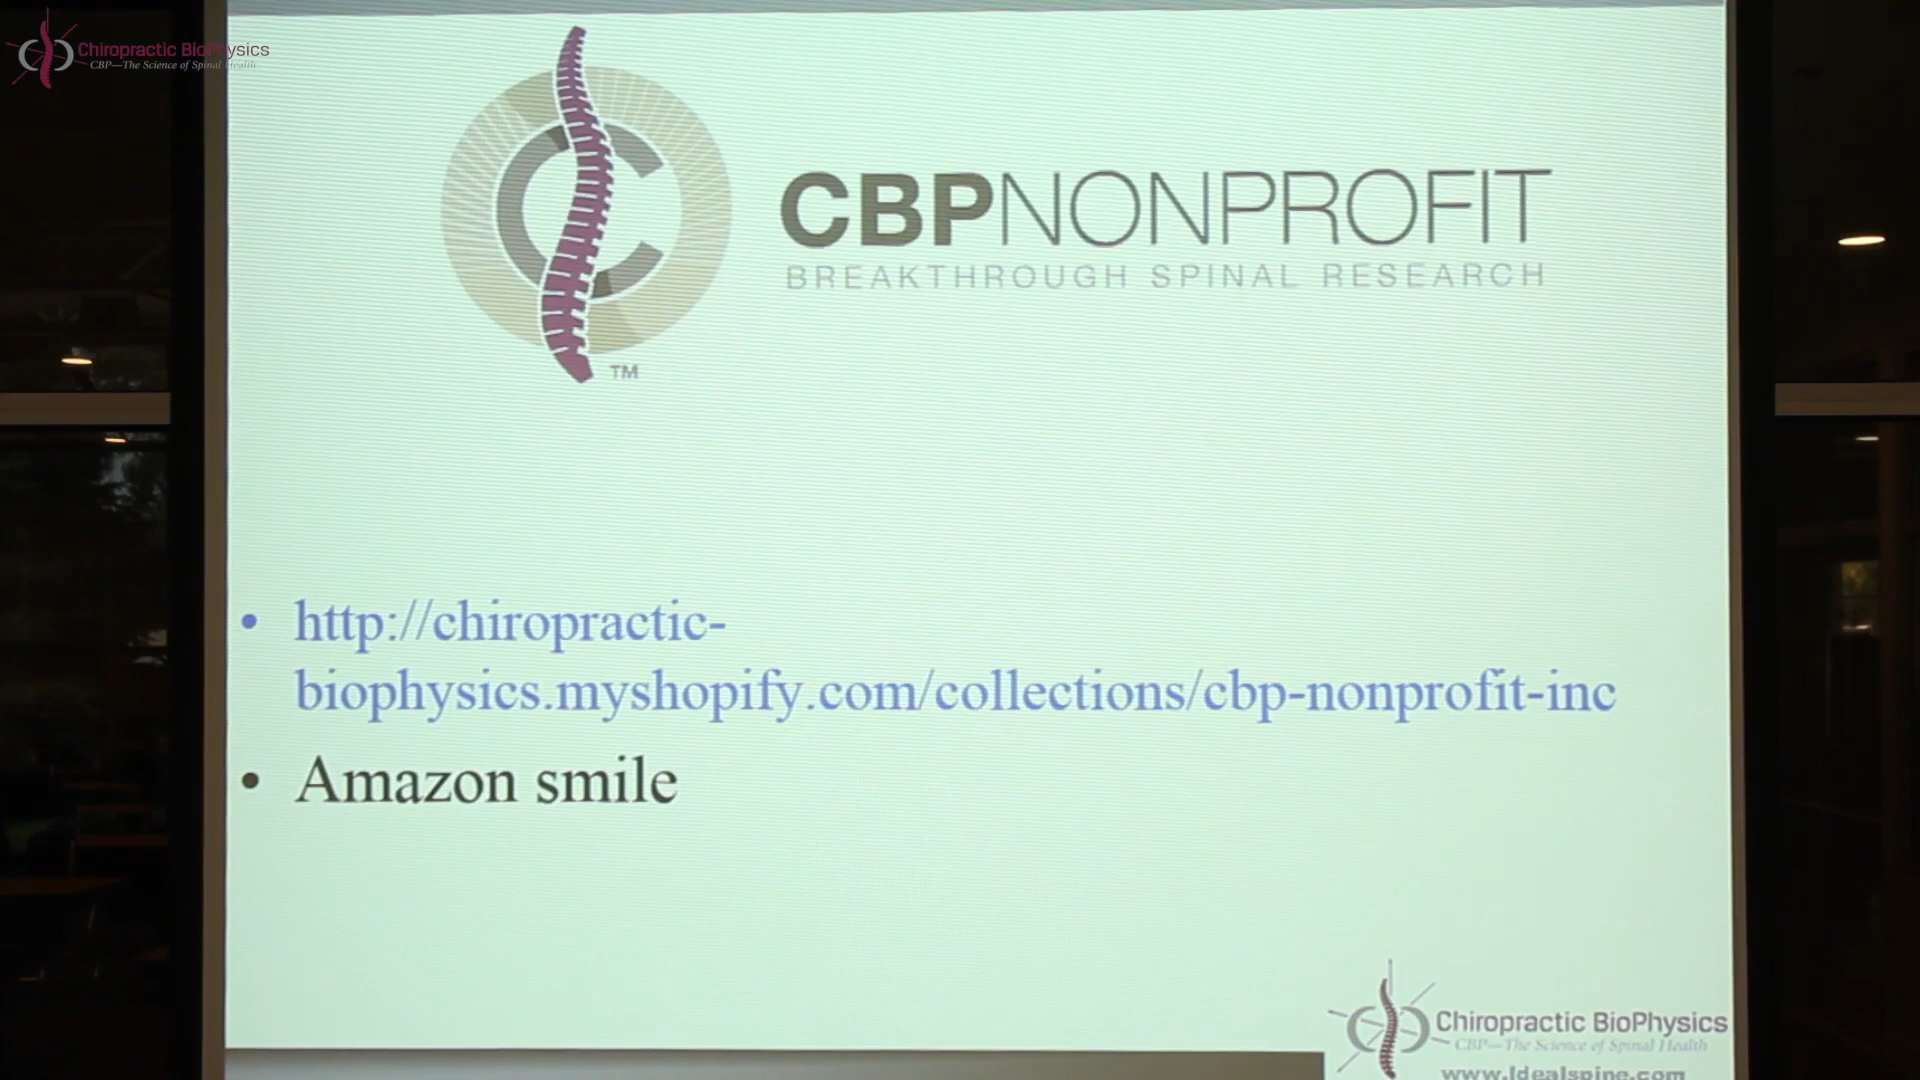 Chiropractic BioPhysics
CBP—The Science of Spinal Health
CBPNONPROFIT
BREAKTHROUGH SPINAL RESEARCH
TM
• http://chiropractic-
biophysics.myshopify.com/collections/cbp-nonprofit-inc
• Amazon smile
Chiropractic BioPhysics
CBP—The Science of Spinal Health
www.Idealspine.com